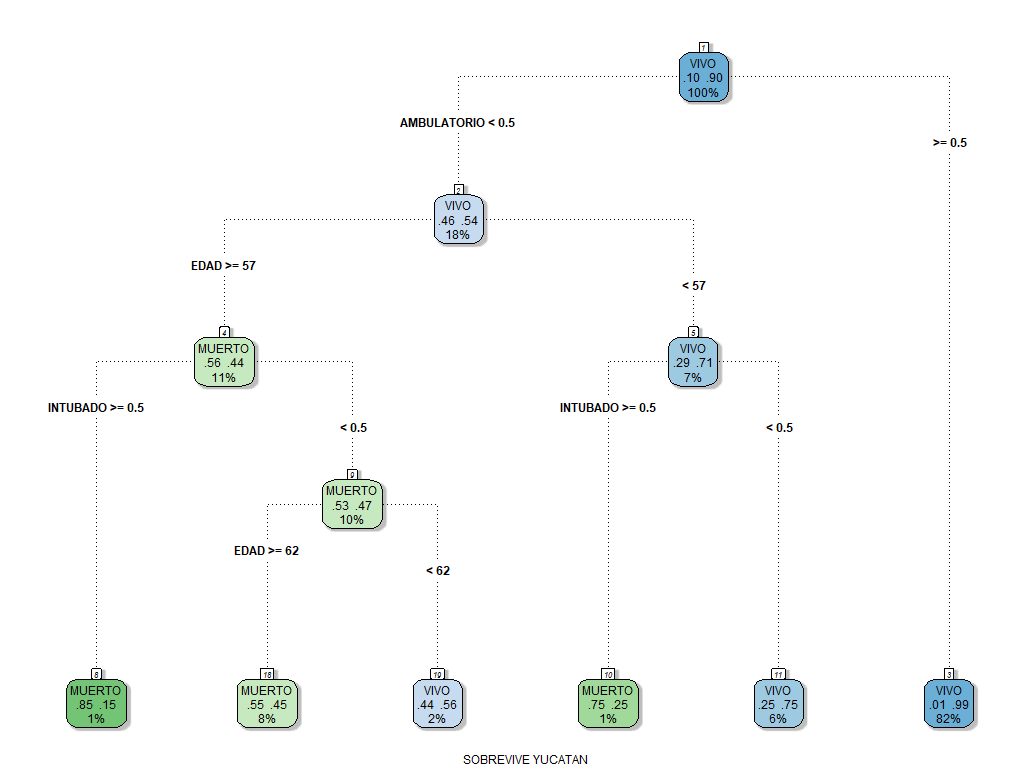 1
VIVO
.10 .90
100%
AMBULATORIO < 0.5
>= 0.5
2
VIVO
.46 .54
18%
EDAD >= 57
< 57
4
MUERTO
.56 .44
11%
5
VIVO
.29 .71
7%
INTUBADO >= 0.5
< 0.5
INTUBADO >= 0.5
< 0.5
9
MUERTO
.53 .47
10%
EDAD >= 62
< 62
8
MUERTO
.85 .15
1%
18
MUERTO
.55 .45
8%
19
VIVO
.44 .56
2%
10
MUERTO
.75 .25
1%
11
VIVO
.25 .75
6%
3
VIVO
.01 .99
82%
SOBREVIVE YUCATAN